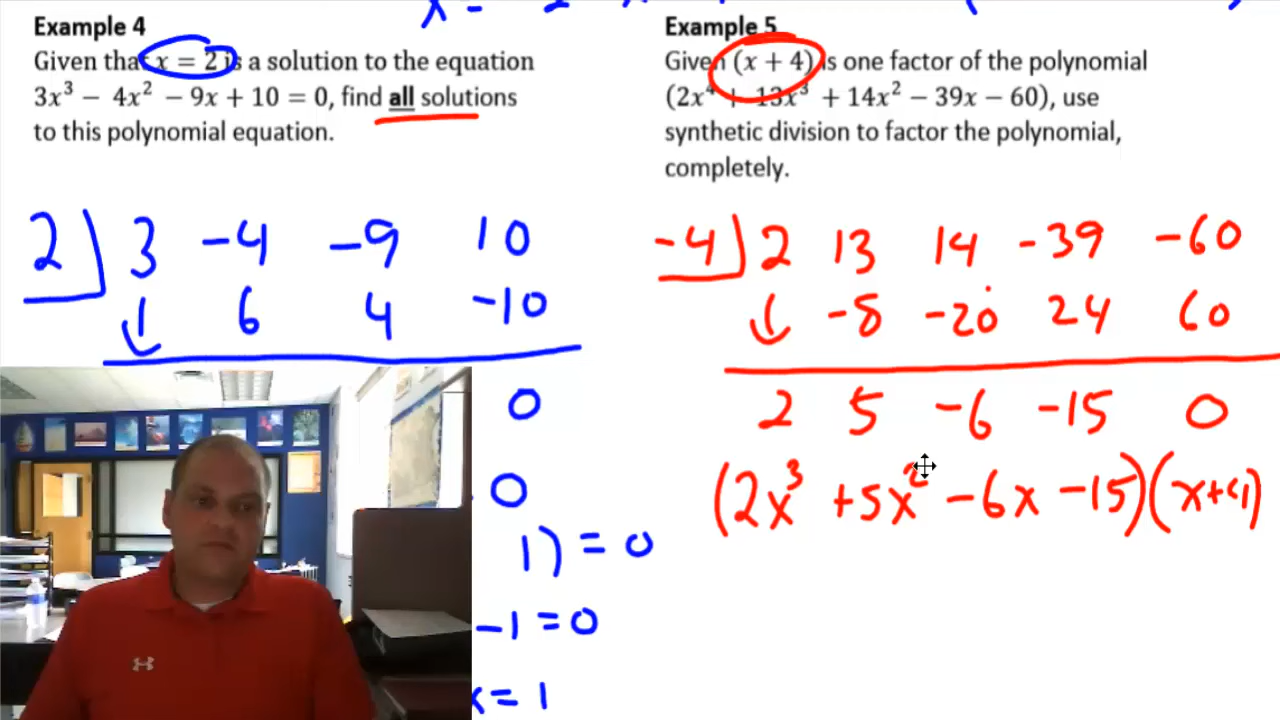 x = 2
Example 4
Given that x = 2 is a solution to the equation
3x³ − 4x² − 9x + 10 = 0, find all solutions
to this polynomial equation.
2 3 -4 -9 10
6 4 -10
0
0
1) = 0
-1 = 0
x = 1
Example 5
Given (x + 4) is one factor of the polynomial
(2x⁴ + 13x³ + 14x² − 39x − 60), use
synthetic division to factor the polynomial,
completely.
-4 2 13 14 -39 -60
-8 -20 24 60
2 5 -6 -15 0
(2x³ +5x² -6x -15)(x+4)